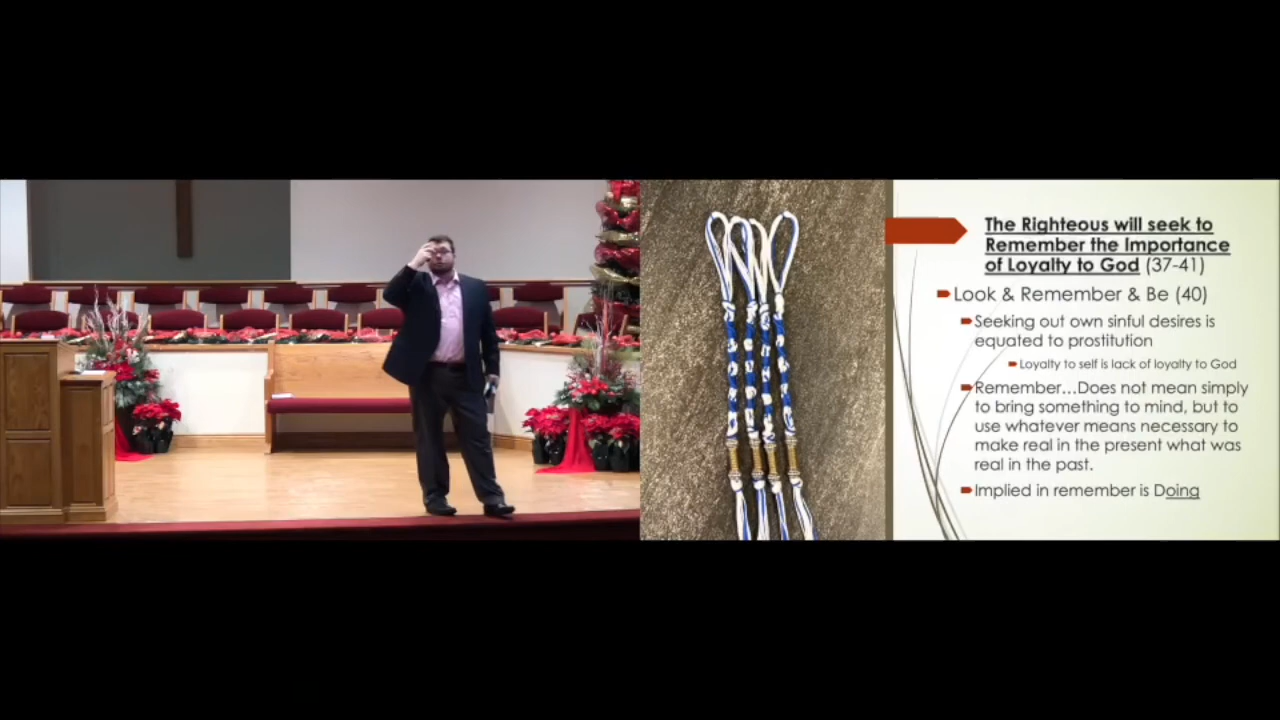 The Righteous will seek to
Remember the Importance
of Loyalty to God (37-41)
Look & Remember & Be (40)
Seeking out own sinful desires is
equated to prostitution
Loyalty to self is lack of loyalty to God
Remember...Does not mean simply
to bring something to mind, but to
use whatever means necessary to
make real in the present what was
real in the past.
Implied in remember is Doing